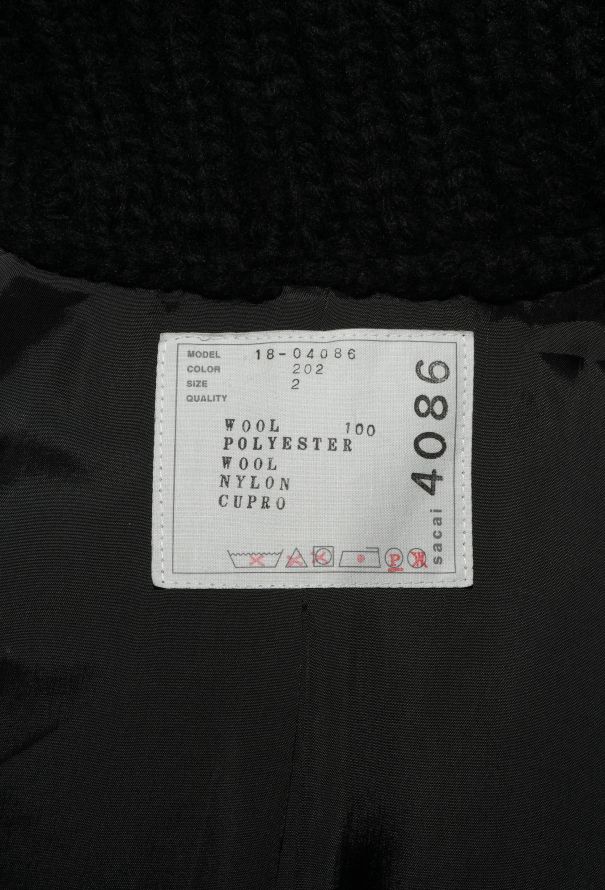 MODEL 18-04086
COLOR 202
SIZE 2
QUALITY
WOOL 100
POLYESTER
WOOL
NYLON
CUPRO
P
W
sacai 4086